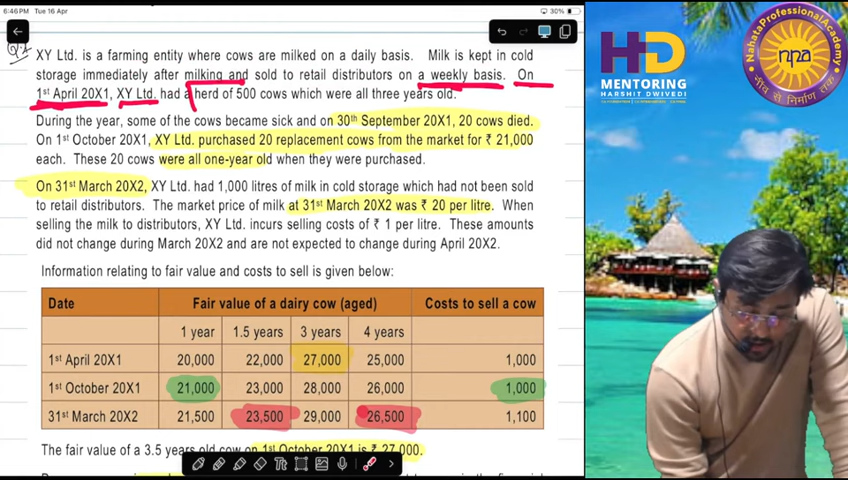 6:46 PM Tue 16 Apr
30%
Q.1
XY Ltd. is a farming entity where cows are milked on a daily basis. Milk is kept in cold
storage immediately after milking and sold to retail distributors on a weekly basis. On
1st April 20X1, XY Ltd. had a herd of 500 cows which were all three years old.
During the year, some of the cows became sick and on 30th September 20X1, 20 cows died.
On 1st October 20X1, XY Ltd. purchased 20 replacement cows from the market for ₹ 21,000
each. These 20 cows were all one-year old when they were purchased.
On 31st March 20X2, XY Ltd. had 1,000 litres of milk in cold storage which had not been sold
to retail distributors. The market price of milk at 31st March 20X2 was ₹ 20 per litre. When
selling the milk to distributors, XY Ltd. incurs selling costs of ₹ 1 per litre. These amounts
did not change during March 20X2 and are not expected to change during April 20X2.
Information relating to fair value and costs to sell is given below:
Date Fair value of a dairy cow (aged) Costs to sell a cow
1 year 1.5 years 3 years 4 years
1st April 20X1 20,000 22,000 27,000 25,000 1,000
1st October 20X1 21,000 23,000 28,000 26,000 1,000
31st March 20X2 21,500 23,500 29,000 26,500 1,100
The fair value of a 3.5 years old cow on 1st October 20X1 is ₹ 27,000.
HD
MENTORING
HARSHIT DWIVEDI
Nahata Professional Academy
npa
नींव से निर्माण तक